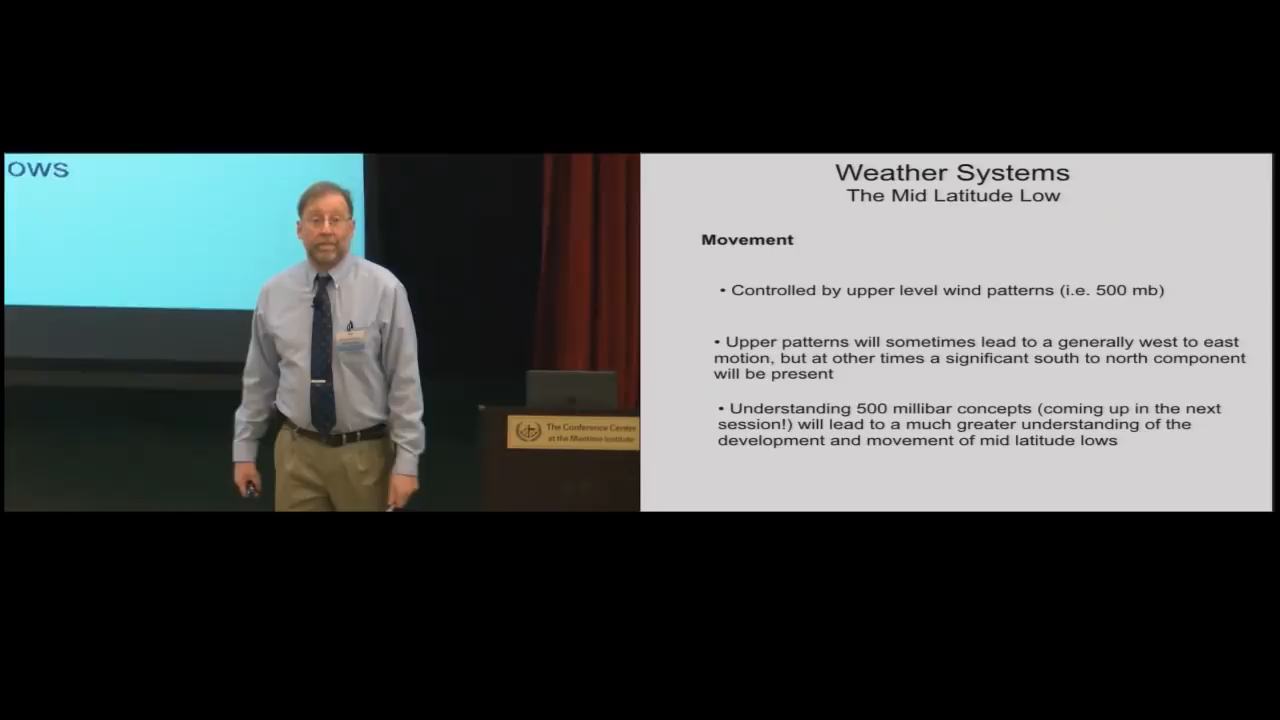 ows
The Conference Center
at the Maritime Institute
Weather Systems
The Mid Latitude Low
Movement
• Controlled by upper level wind patterns (i.e. 500 mb)
• Upper patterns will sometimes lead to a generally west to east
motion, but at other times a significant south to north component
will be present
• Understanding 500 millibar concepts (coming up in the next
session!) will lead to a much greater understanding of the
development and movement of mid latitude lows